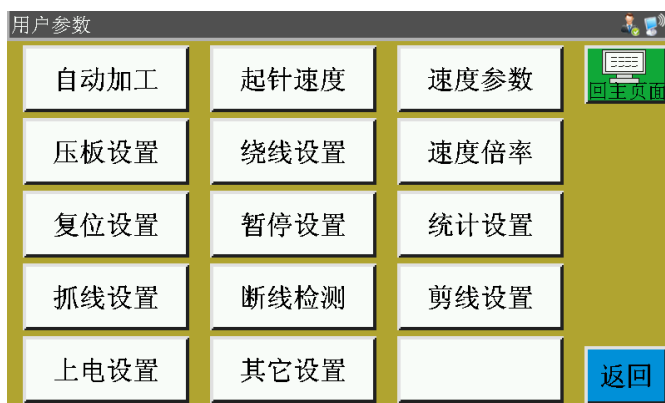 用户参数
自动加工 起针速度 速度参数
回主页面
压板设置 绕线设置 速度倍率
复位设置 暂停设置 统计设置
抓线设置 断线检测 剪线设置
上电设置 其它设置
返回